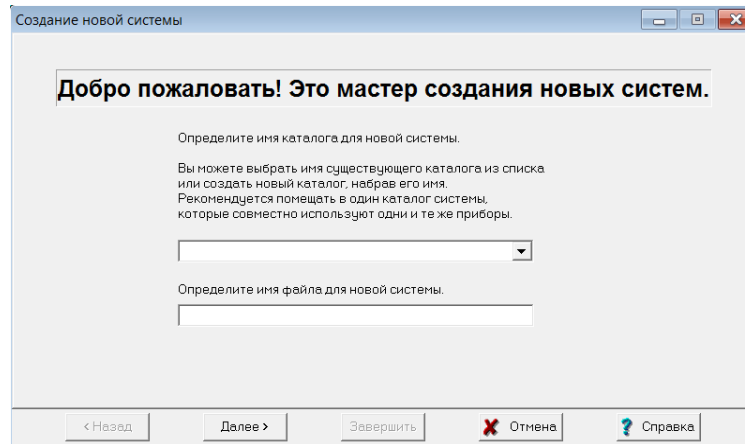 Создание новой системы
Добро пожаловать! Это мастер создания новых систем.
Определите имя каталога для новой системы.
Вы можете выбрать имя существующего каталога из списка
или создать новый каталог, набрав его имя.
Рекомендуется помещать в один каталог системы,
которые совместно используют одни и те же приборы.
Определите имя файла для новой системы.
< Назад
Далее >
Завершить
Отмена
? Справка